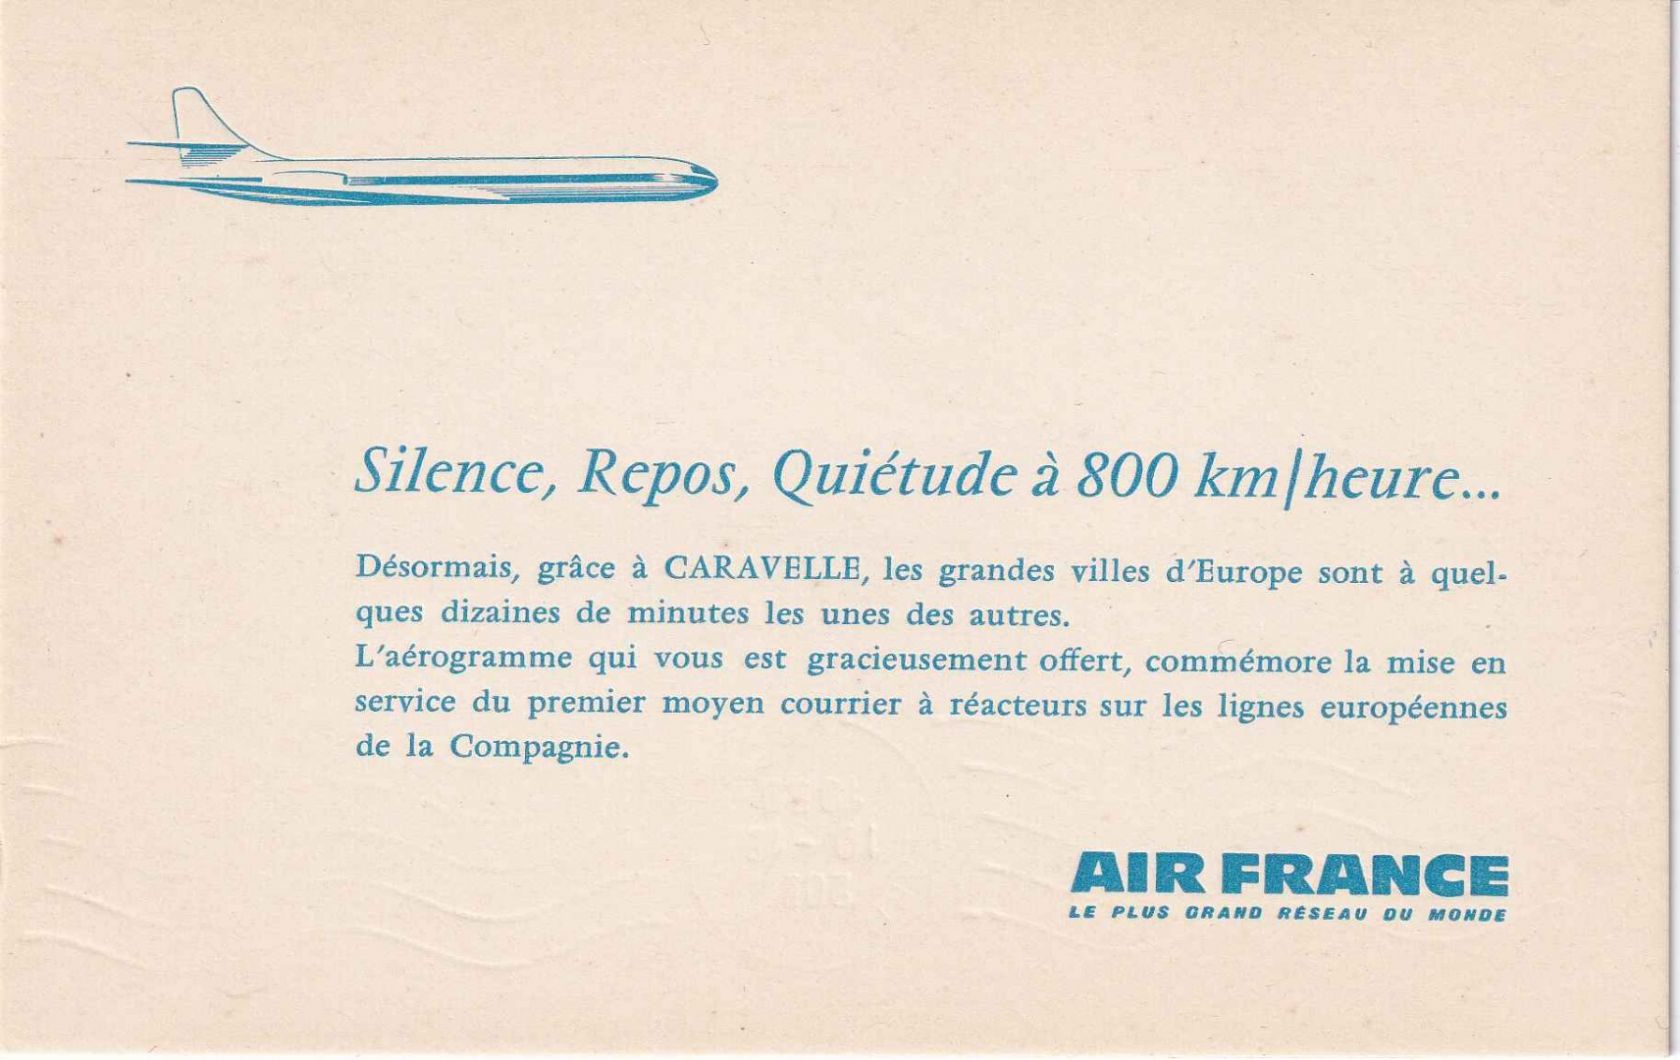 Silence, Repos, Quiétude à 800 km/heure...
Désormais, grâce à CARAVELLE, les grandes villes d'Europe sont à quel-
ques dizaines de minutes les unes des autres.
L'aérogramme qui vous est gracieusement offert, commémore la mise en
service du premier moyen courrier à réacteurs sur les lignes européennes
de la Compagnie.
AIR FRANCE
LE PLUS GRAND RÉSEAU DU MONDE